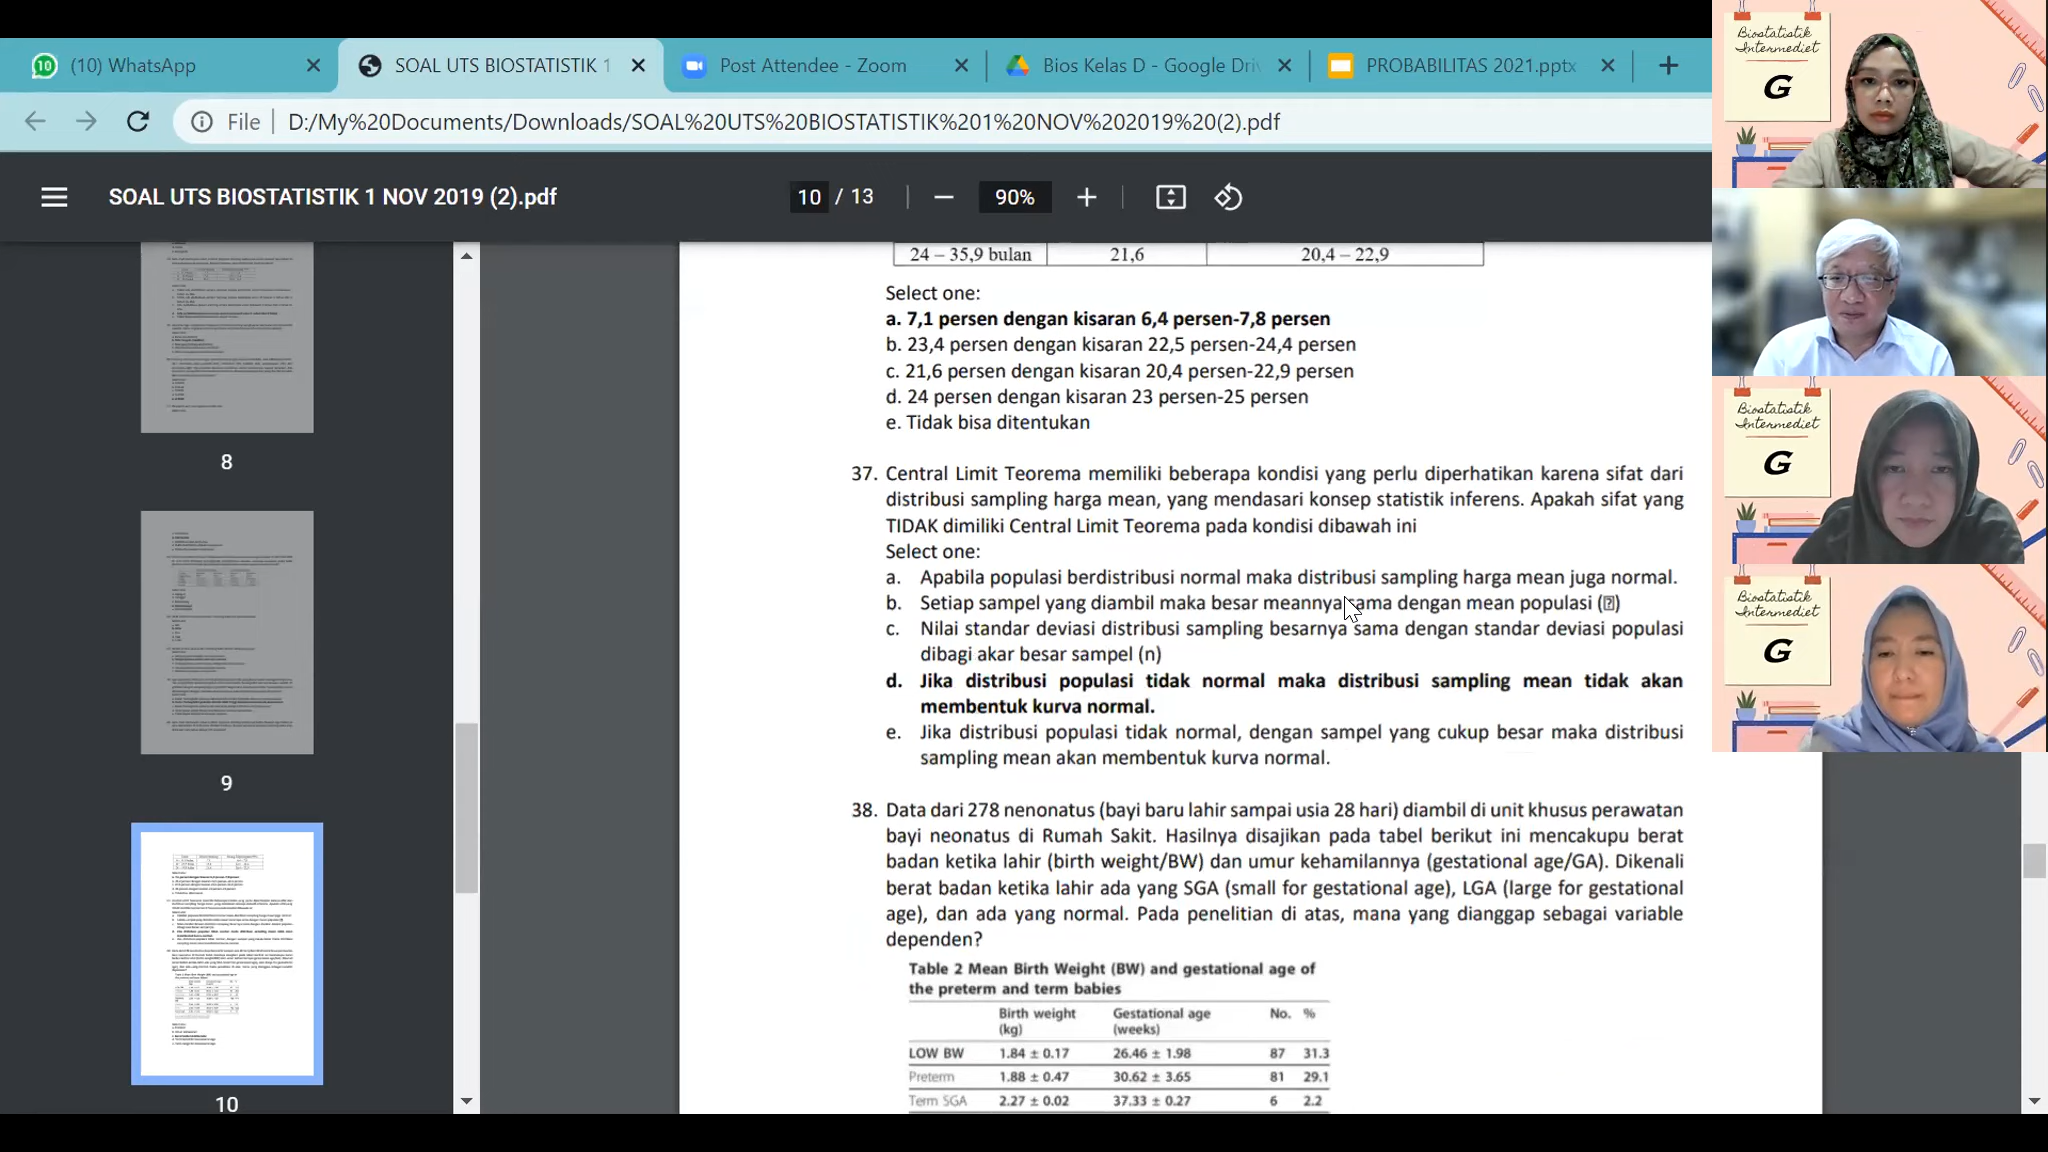 (10) WhatsApp
SOAL UTS BIOSTATISTIK 1
Post Attendee - Zoom
Bios Kelas D - Google Driv
PROBABILITAS 2021.pptx
File
D:/My%20Documents/Downloads/SOAL%20UTS%20BIOSTATISTIK%201%20NOV%202019%20(2).pdf
SOAL UTS BIOSTATISTIK 1 NOV 2019 (2).pdf
10 / 13
90%
8
9
10
24 – 35,9 bulan 21,6 20,4 – 22,9
Select one:
a. 7,1 persen dengan kisaran 6,4 persen-7,8 persen
b. 23,4 persen dengan kisaran 22,5 persen-24,4 persen
c. 21,6 persen dengan kisaran 20,4 persen-22,9 persen
d. 24 persen dengan kisaran 23 persen-25 persen
e. Tidak bisa ditentukan
37. Central Limit Teorema memiliki beberapa kondisi yang perlu diperhatikan karena sifat dari
distribusi sampling harga mean, yang mendasari konsep statistik inferens. Apakah sifat yang
TIDAK dimiliki Central Limit Teorema pada kondisi dibawah ini
Select one:
a. Apabila populasi berdistribusi normal maka distribusi sampling harga mean juga normal.
b. Setiap sampel yang diambil maka besar meannya sama dengan mean populasi ()
c. Nilai standar deviasi distribusi sampling besarnya sama dengan standar deviasi populasi
dibagi akar besar sampel (n)
d. Jika distribusi populasi tidak normal maka distribusi sampling mean tidak akan
membentuk kurva normal.
e. Jika distribusi populasi tidak normal, dengan sampel yang cukup besar maka distribusi
sampling mean akan membentuk kurva normal.
38. Data dari 278 nenonatus (bayi baru lahir sampai usia 28 hari) diambil di unit khusus perawatan
bayi neonatus di Rumah Sakit. Hasilnya disajikan pada tabel berikut ini mencakupu berat
badan ketika lahir (birth weight/BW) dan umur kehamilannya (gestational age/GA). Dikenali
berat badan ketika lahir ada yang SGA (small for gestational age), LGA (large for gestational
age), dan ada yang normal. Pada penelitian di atas, mana yang dianggap sebagai variable
dependen?
Table 2 Mean Birth Weight (BW) and gestational age of
the preterm and term babies
Birth weight Gestational age No. %
(kg) (weeks)
LOW BW 1.84 ± 0.17 26.46 ± 1.98 87 31.3
Preterm 1.88 ± 0.47 30.62 ± 3.65 81 29.1
Term SGA 2.27 ± 0.02 37.33 ± 0.27 6 2.2
Biostatistik
Intermediet
G
Biostatistik
Intermediet
G
Biostatistik
Intermediet
G